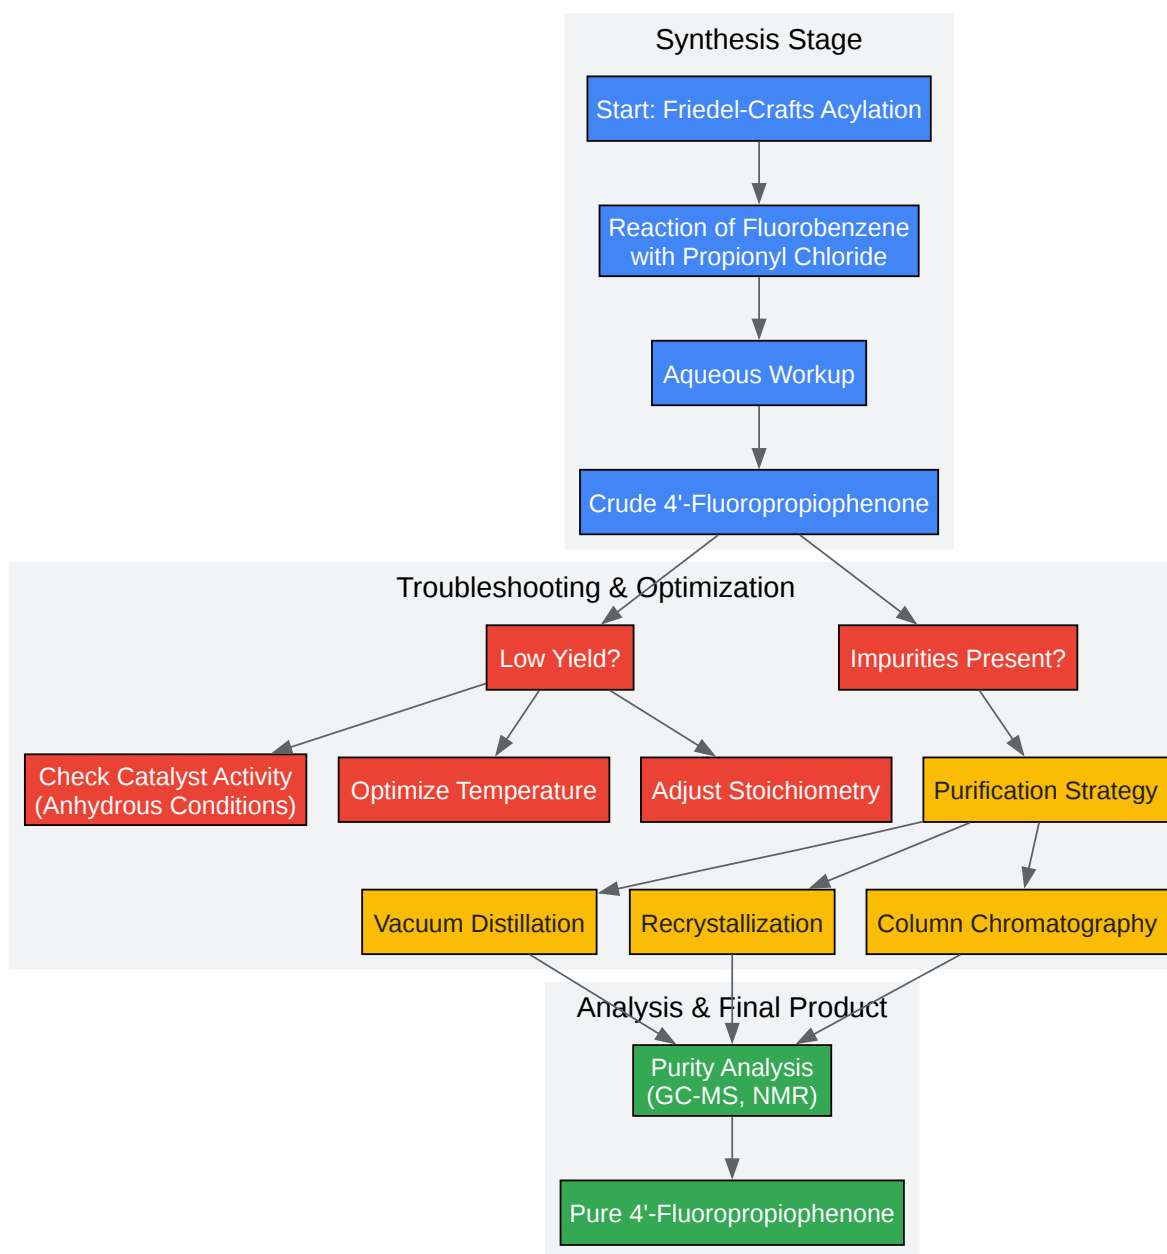 Synthesis Stage
Start: Friedel-Crafts Acylation
Reaction of Fluorobenzene
with Propionyl Chloride
Aqueous Workup
Crude 4'-Fluoropropiophenone
Troubleshooting & Optimization
Low Yield?
Impurities Present?
Check Catalyst Activity
(Anhydrous Conditions)
Optimize Temperature
Adjust Stoichiometry
Purification Strategy
Vacuum Distillation
Recrystallization
Column Chromatography
Analysis & Final Product
Purity Analysis
(GC-MS, NMR)
Pure 4'-Fluoropropiophenone